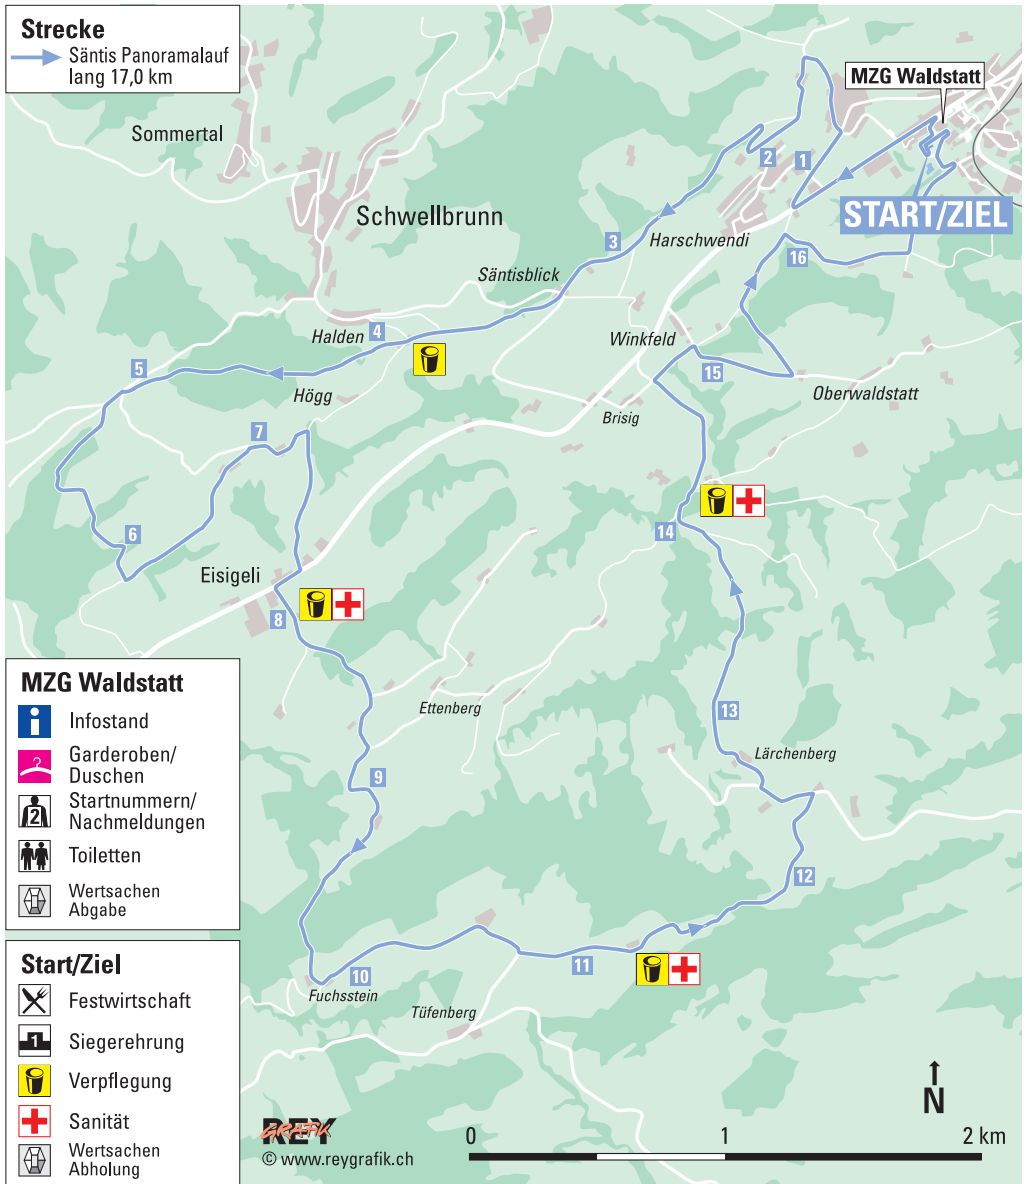 Strecke
Säntis Panoramalauf
lang 17,0 km
MZG Waldstatt
Sommertal
Schwellbrunn
START/ZIEL
Harschwendi
Säntisblick
Halden
Winkfeld
Högg
Oberwaldstatt
Brisig
Eisigeli
Ettenberg
Lärchenberg
Fuchsstein
Tüfenberg
1
2
3
4
5
6
7
8
9
10
11
12
13
14
15
16
MZG Waldstatt
Infostand
Garderoben/
Duschen
2
Startnummern/
Nachmeldungen
Toiletten
Wertsachen
Abgabe
Start/Ziel
Festwirtschaft
1
Siegerehrung
Verpflegung
Sanität
Wertsachen
Abholung
REY
GRAFIK
© www.reygrafik.ch
N
0 1 2 km